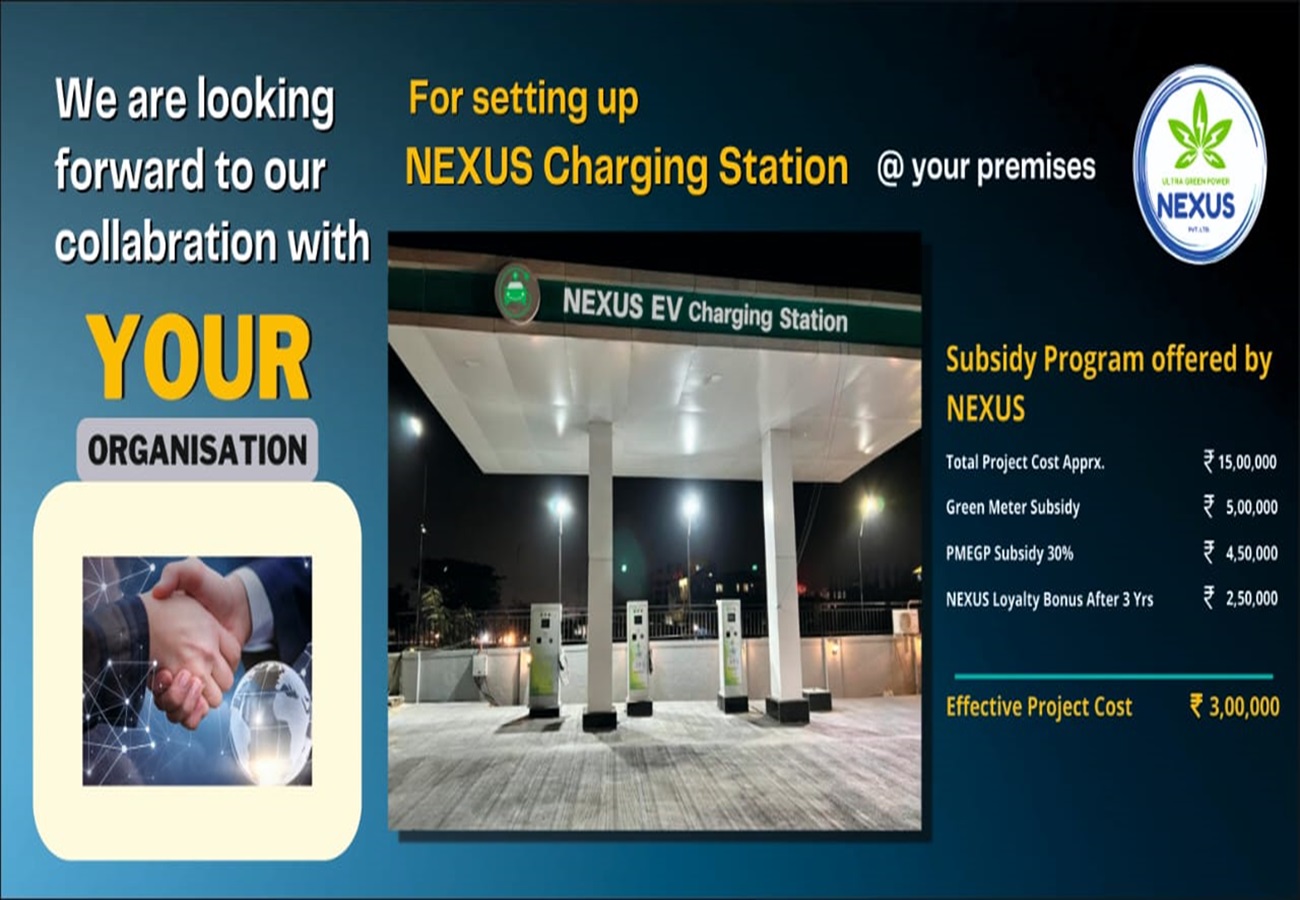 We are looking
forward to our
collabration with
YOUR
ORGANISATION
For setting up
NEXUS Charging Station @ your premises
ULTRA GREEN POWER
NEXUS
PVT. LTD
NEXUS EV Charging Station
Subsidy Program offered by
NEXUS
Total Project Cost Apprx. ₹ 15,00,000
Green Meter Subsidy ₹ 5,00,000
PMEGP Subsidy 30% ₹ 4,50,000
NEXUS Loyalty Bonus After 3 Yrs ₹ 2,50,000
Effective Project Cost ₹ 3,00,000